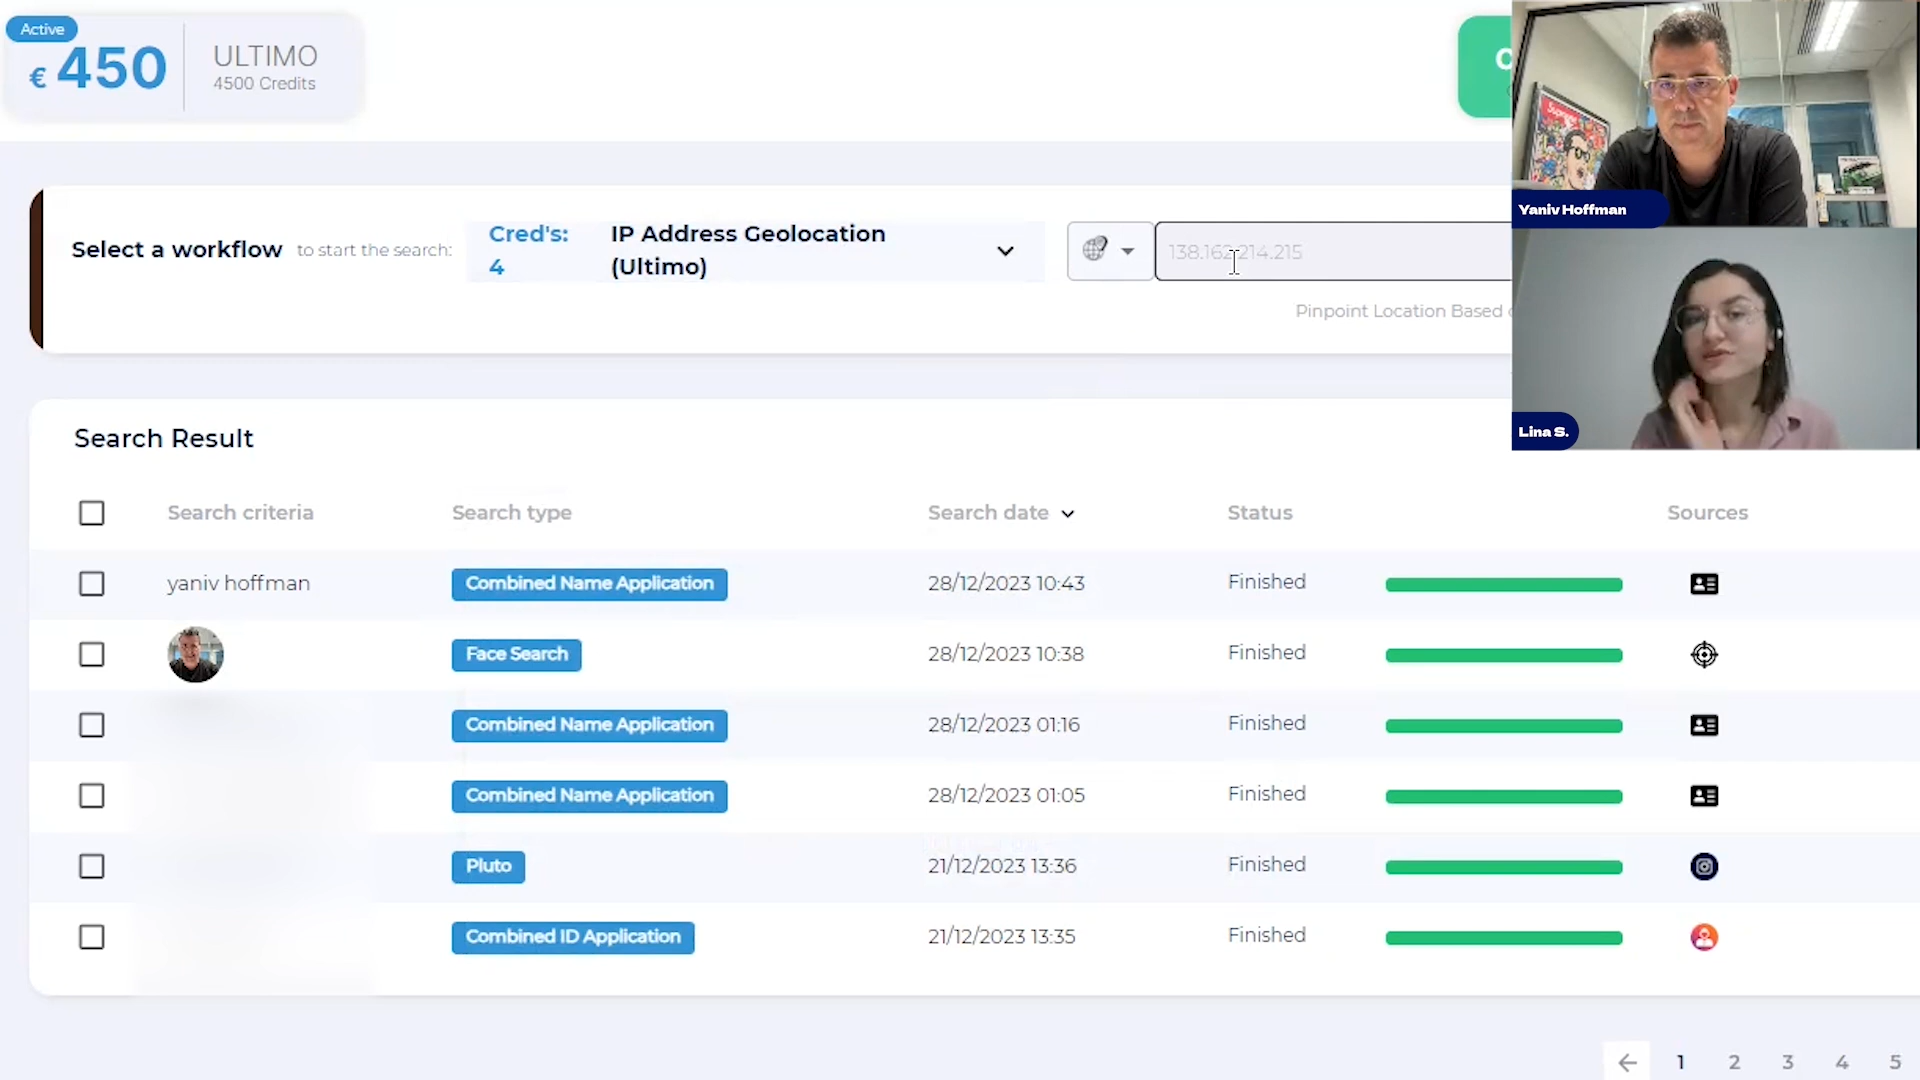 Active
€ 450
ULTIMO
4500 Credits
Select a workflow to start the search:
Cred's:
4
IP Address Geolocation
(Ultimo)
138.162.214.215
Pinpoint Location Based
Yaniv Hoffman
Lina S.
Search Result
Search criteria Search type Search date Status Sources
yaniv hoffman Combined Name Application 28/12/2023 10:43 Finished
Face Search 28/12/2023 10:38 Finished
Combined Name Application 28/12/2023 01:16 Finished
Combined Name Application 28/12/2023 01:05 Finished
Pluto 21/12/2023 13:36 Finished
Combined ID Application 21/12/2023 13:35 Finished
1 2 3 4 5